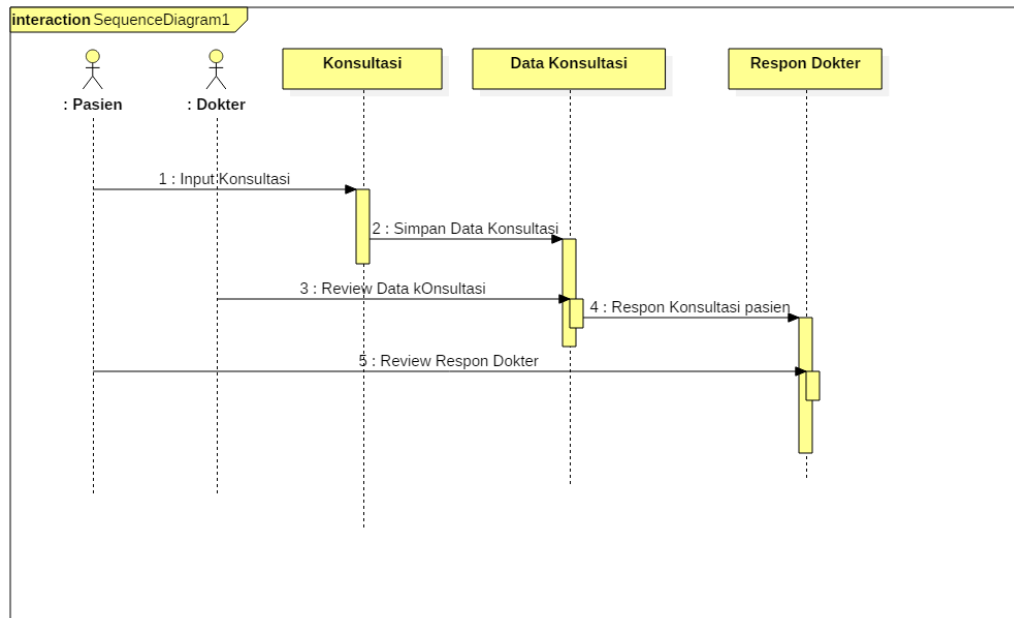 interaction SequenceDiagram1
Konsultasi
Data Konsultasi
Respon Dokter
: Pasien
: Dokter
1 : Input Konsultasi
2 : Simpan Data Konsultasi
3 : Review Data kOnsultasi
4 : Respon Konsultasi pasien
5 : Review Respon Dokter